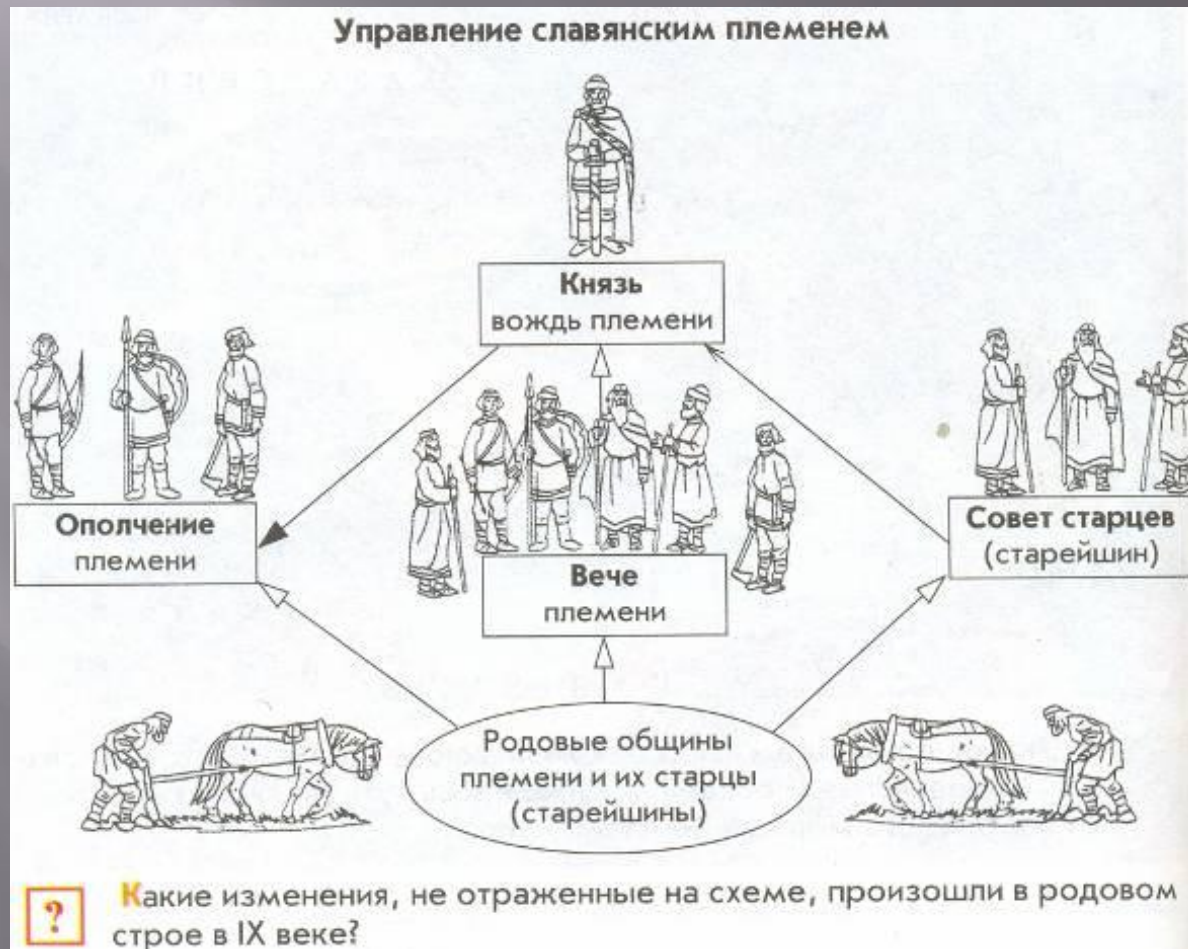 Управление славянским племенем
Князь
вождь племени
Ополчение
племени
Вече
племени
Совет старцев
(старейшин)
Родовые общины
племени и их старцы
(старейшины)
? Какие изменения, не отраженные на схеме, произошли в родовом
строе в IX веке?